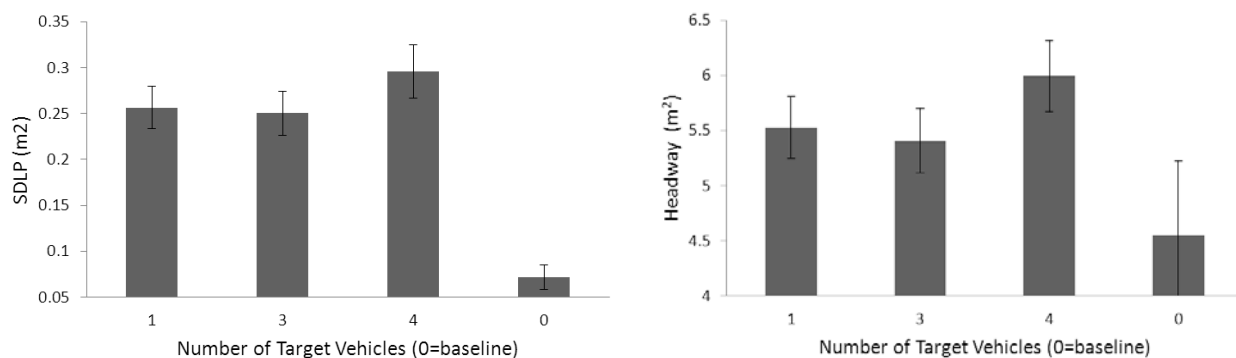 SDLP (m2)
0.35
0.3
0.25
0.2
0.15
0.1
0.05
1 3 4 0
Number of Target Vehicles (0=baseline)
Headway (m²)
6.5
6
5.5
5
4.5
4
1 3 4 0
Number of Target Vehicles (0=baseline)